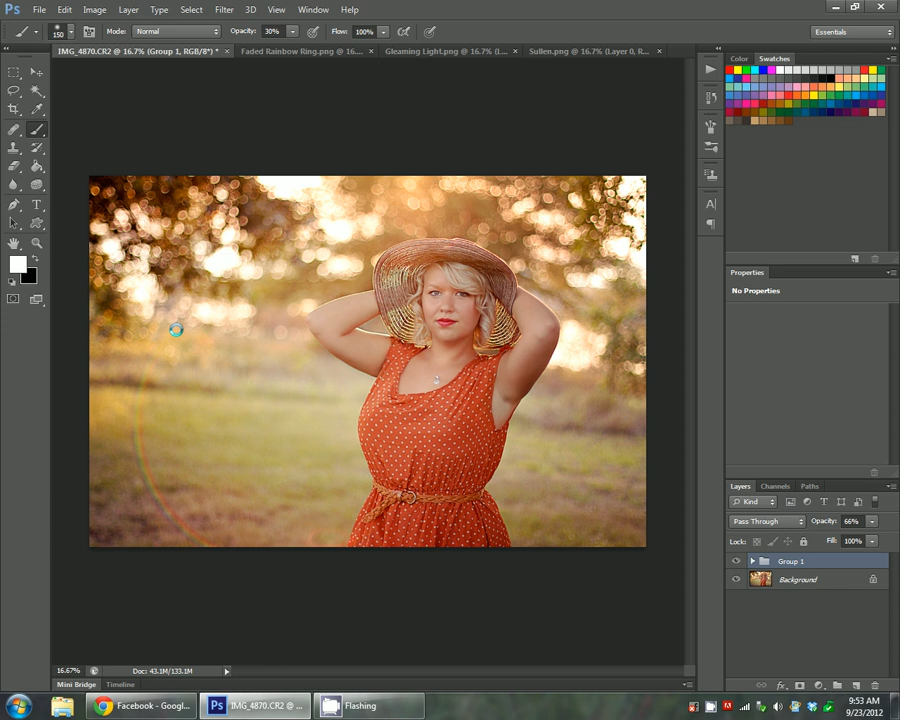 Ps File Edit Image Layer Type Select Filter 3D View Window Help
150 Mode: Normal Opacity: 30% Flow: 100% Essentials
IMG_4870.CR2 @ 16.7% (Group 1, RGB/8*) * × Faded Rainbow Ring.png @ 16.... × Gleaming Light.png @ 16.7% (L... × Sullen.png @ 16.7% (Layer 0, R... ×
Color Swatches
Properties
No Properties
Layers Channels Paths
Kind
Pass Through Opacity: 66%
Lock: Fill: 100%
Group 1
Background
16.67% Doc: 43.1M/133.1M
Mini Bridge Timeline
Facebook - Googl... Ps IMG_4870.CR2 @ ... Flashing
9:53 AM
9/23/2012